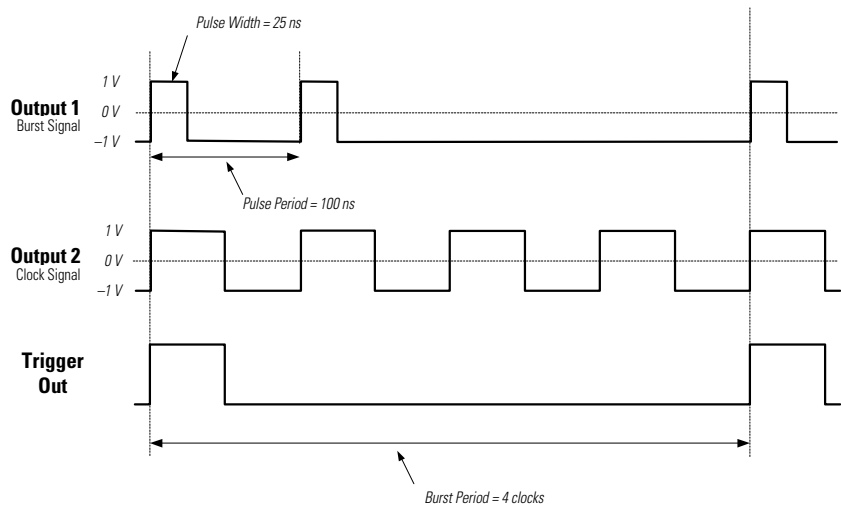 Pulse Width = 25 ns
1 V
Output 1
0 V
Burst Signal
–1 V
Pulse Period = 100 ns
1 V
Output 2
0 V
Clock Signal
–1 V
Trigger
Out
Burst Period = 4 clocks